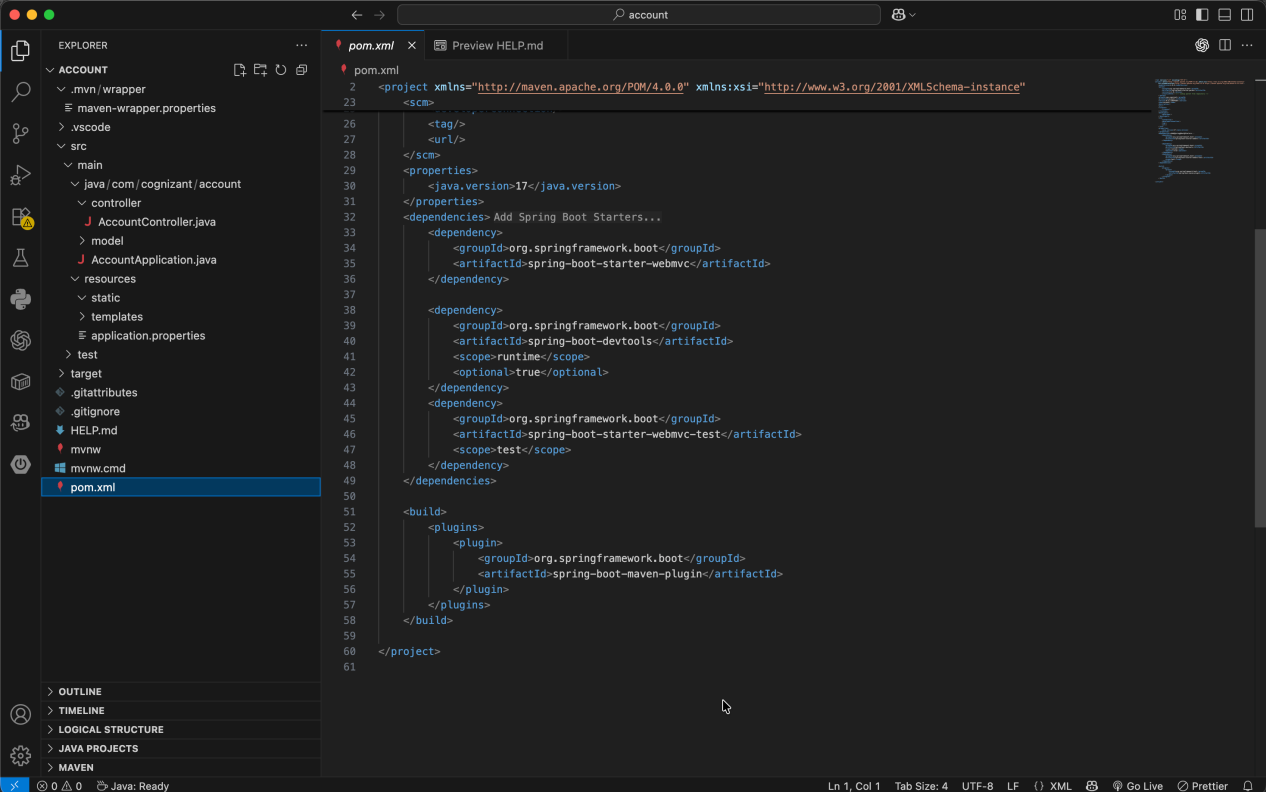 account
EXPLORER
ACCOUNT
.mvn / wrapper
maven-wrapper.properties
.vscode
src
main
java / com / cognizant / account
controller
J AccountController.java
model
J AccountApplication.java
resources
static
templates
application.properties
test
target
.gitattributes
.gitignore
HELP.md
mvnw
mvnw.cmd
pom.xml
OUTLINE
TIMELINE
LOGICAL STRUCTURE
JAVA PROJECTS
MAVEN
pom.xml
Preview HELP.md
pom.xml
2 <project xmlns="http://maven.apache.org/POM/4.0.0" xmlns:xsi="http://www.w3.org/2001/XMLSchema-instance"
23 <scm>
26 <tag/>
27 <url/>
28 </scm>
29 <properties>
30 <java.version>17</java.version>
31 </properties>
32 <dependencies> Add Spring Boot Starters...
33 <dependency>
34 <groupId>org.springframework.boot</groupId>
35 <artifactId>spring-boot-starter-webmvc</artifactId>
36 </dependency>
37
38 <dependency>
39 <groupId>org.springframework.boot</groupId>
40 <artifactId>spring-boot-devtools</artifactId>
41 <scope>runtime</scope>
42 <optional>true</optional>
43 </dependency>
44 <dependency>
45 <groupId>org.springframework.boot</groupId>
46 <artifactId>spring-boot-starter-webmvc-test</artifactId>
47 <scope>test</scope>
48 </dependency>
49 </dependencies>
50
51 <build>
52 <plugins>
53 <plugin>
54 <groupId>org.springframework.boot</groupId>
55 <artifactId>spring-boot-maven-plugin</artifactId>
56 </plugin>
57 </plugins>
58 </build>
59
60 </project>
61
0 0 Java: Ready Ln 1, Col 1 Tab Size: 4 UTF-8 LF {} XML Go Live Prettier